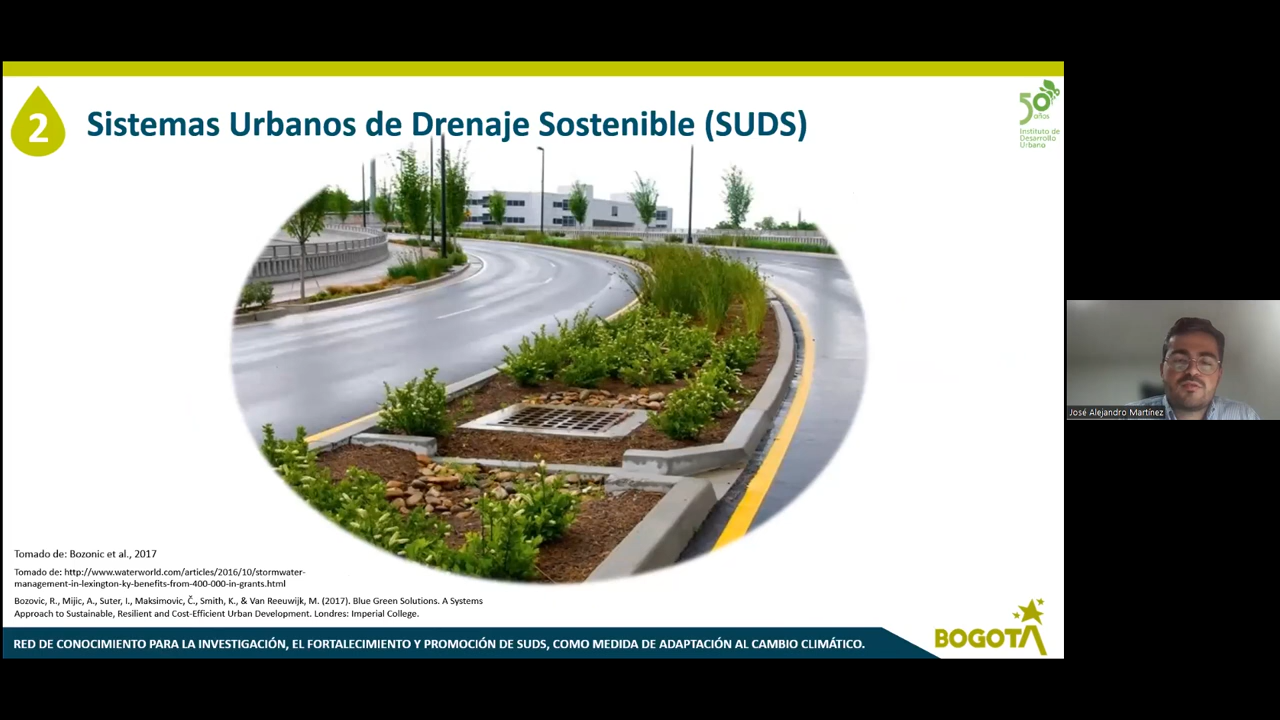 2
Sistemas Urbanos de Drenaje Sostenible (SUDS)
50
años
Instituto de
Desarrollo
Urbano
José Alejandro Martínez
Tomado de: Bozonic et al., 2017
Tomado de: http://www.waterworld.com/articles/2016/10/stormwater-
management-in-lexington-ky-benefits-from-400-000-in-grants.html
Bozovic, R., Mijic, A., Suter, I., Maksimovic, Č., Smith, K., & Van Reeuwijk, M. (2017). Blue Green Solutions. A Systems
Approach to Sustainable, Resilient and Cost-Efficient Urban Development. Londres: Imperial College.
RED DE CONOCIMIENTO PARA LA INVESTIGACIÓN, EL FORTALECIMIENTO Y PROMOCIÓN DE SUDS, COMO MEDIDA DE ADAPTACIÓN AL CAMBIO CLIMÁTICO.
BOGOTÁ